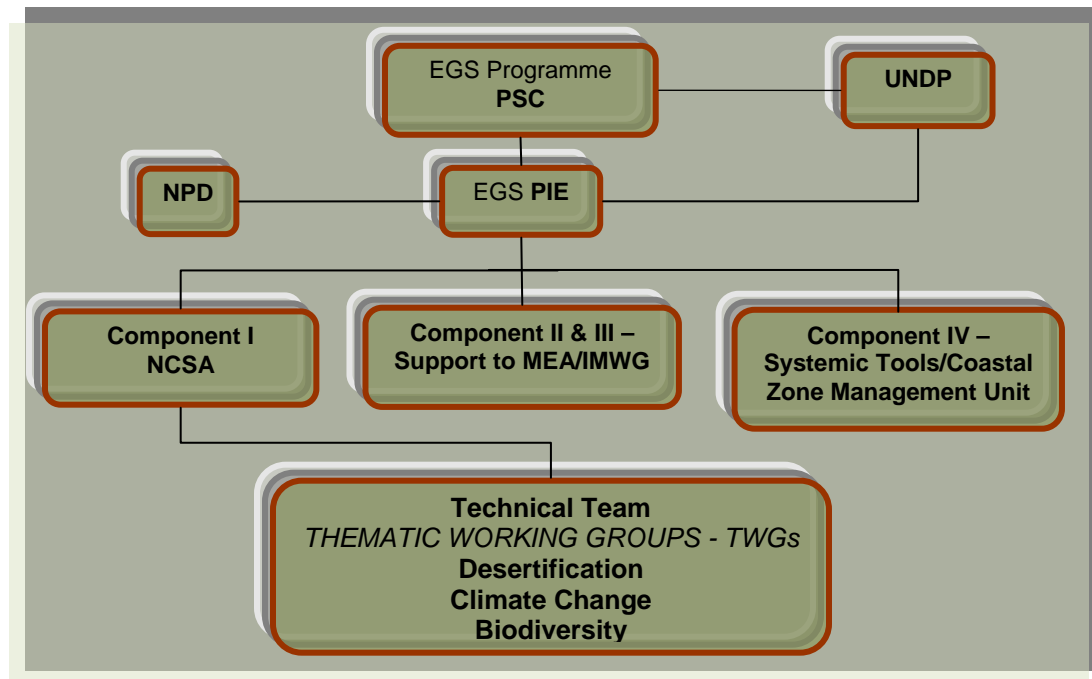 EGS Programme
PSC
UNDP
NPD
EGS PIE
Component I
NCSA
Component II & III –
Support to MEA/IMWG
Component IV –
Systemic Tools/Coastal
Zone Management Unit
Technical Team
THEMATIC WORKING GROUPS - TWGs
Desertification
Climate Change
Biodiversity